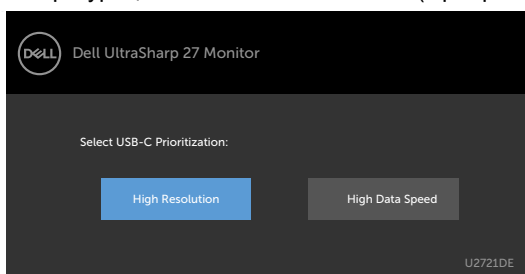 DELL
Dell UltraSharp 27 Monitor
Select USB-C Prioritization:
High Resolution
High Data Speed
U2721DE